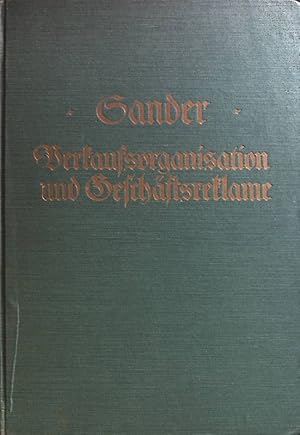 · Sander ·
Verkaufsorganisation
und Geschäftsreklame